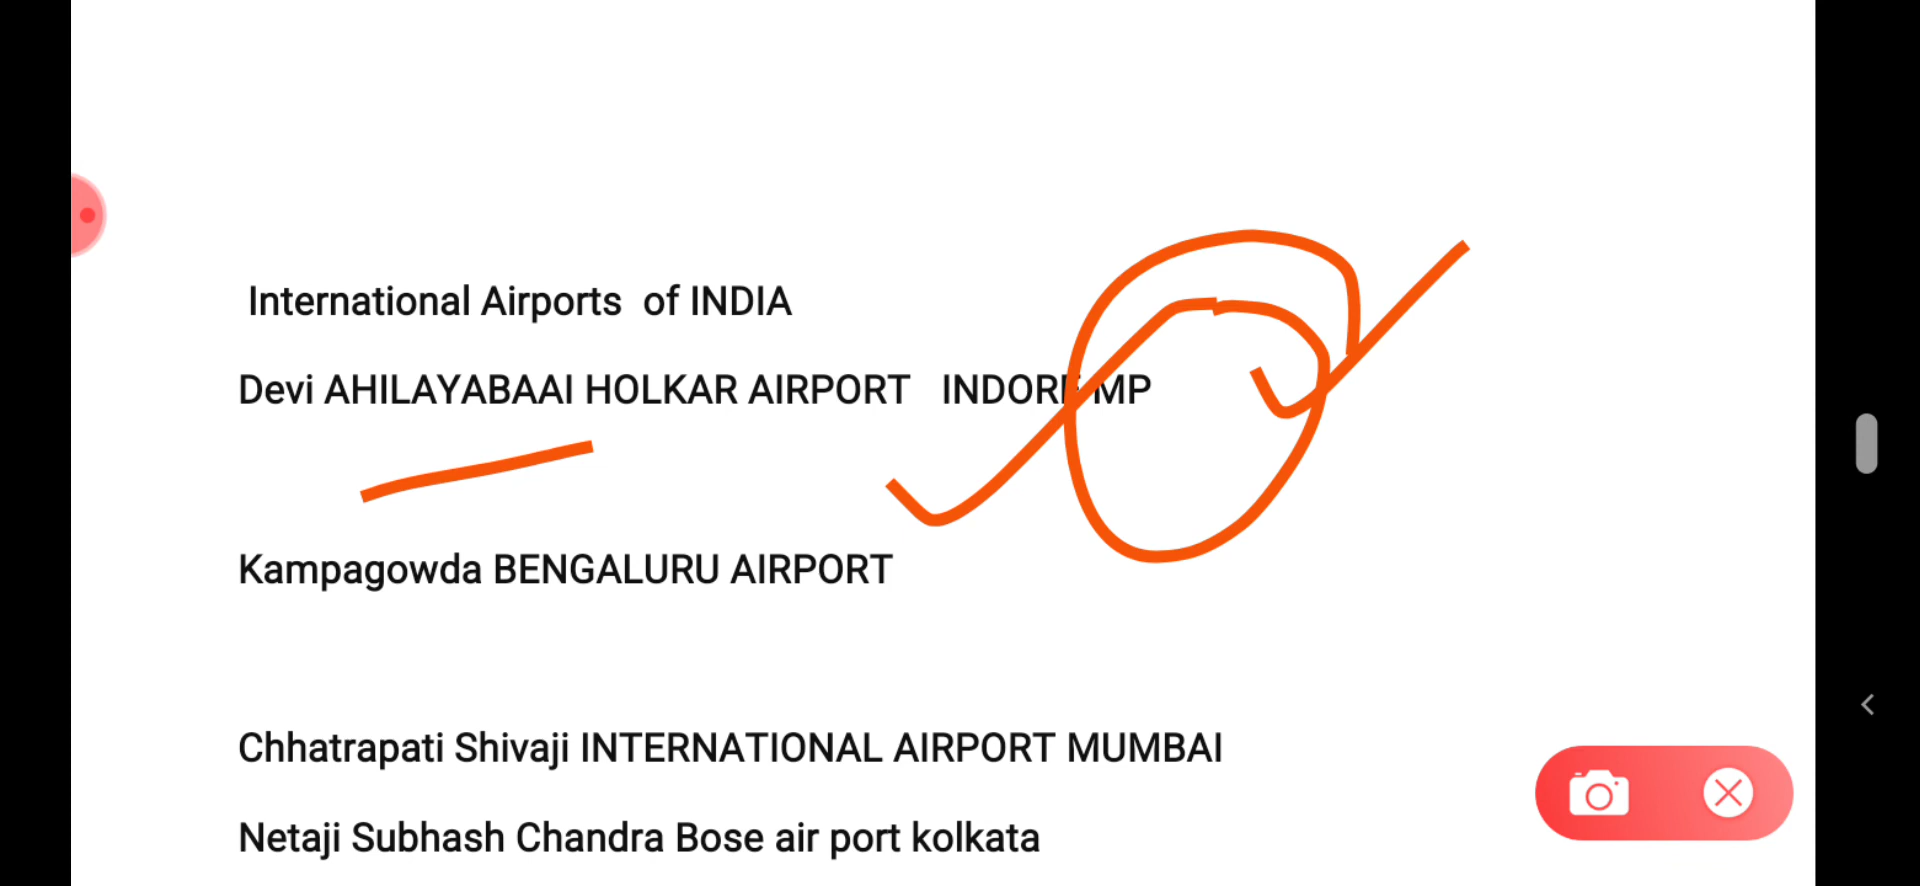 International Airports of INDIA
Devi AHILAYABAAI HOLKAR AIRPORT INDORE MP
Kampagowda BENGALURU AIRPORT
Chhatrapati Shivaji INTERNATIONAL AIRPORT MUMBAI
Netaji Subhash Chandra Bose air port kolkata